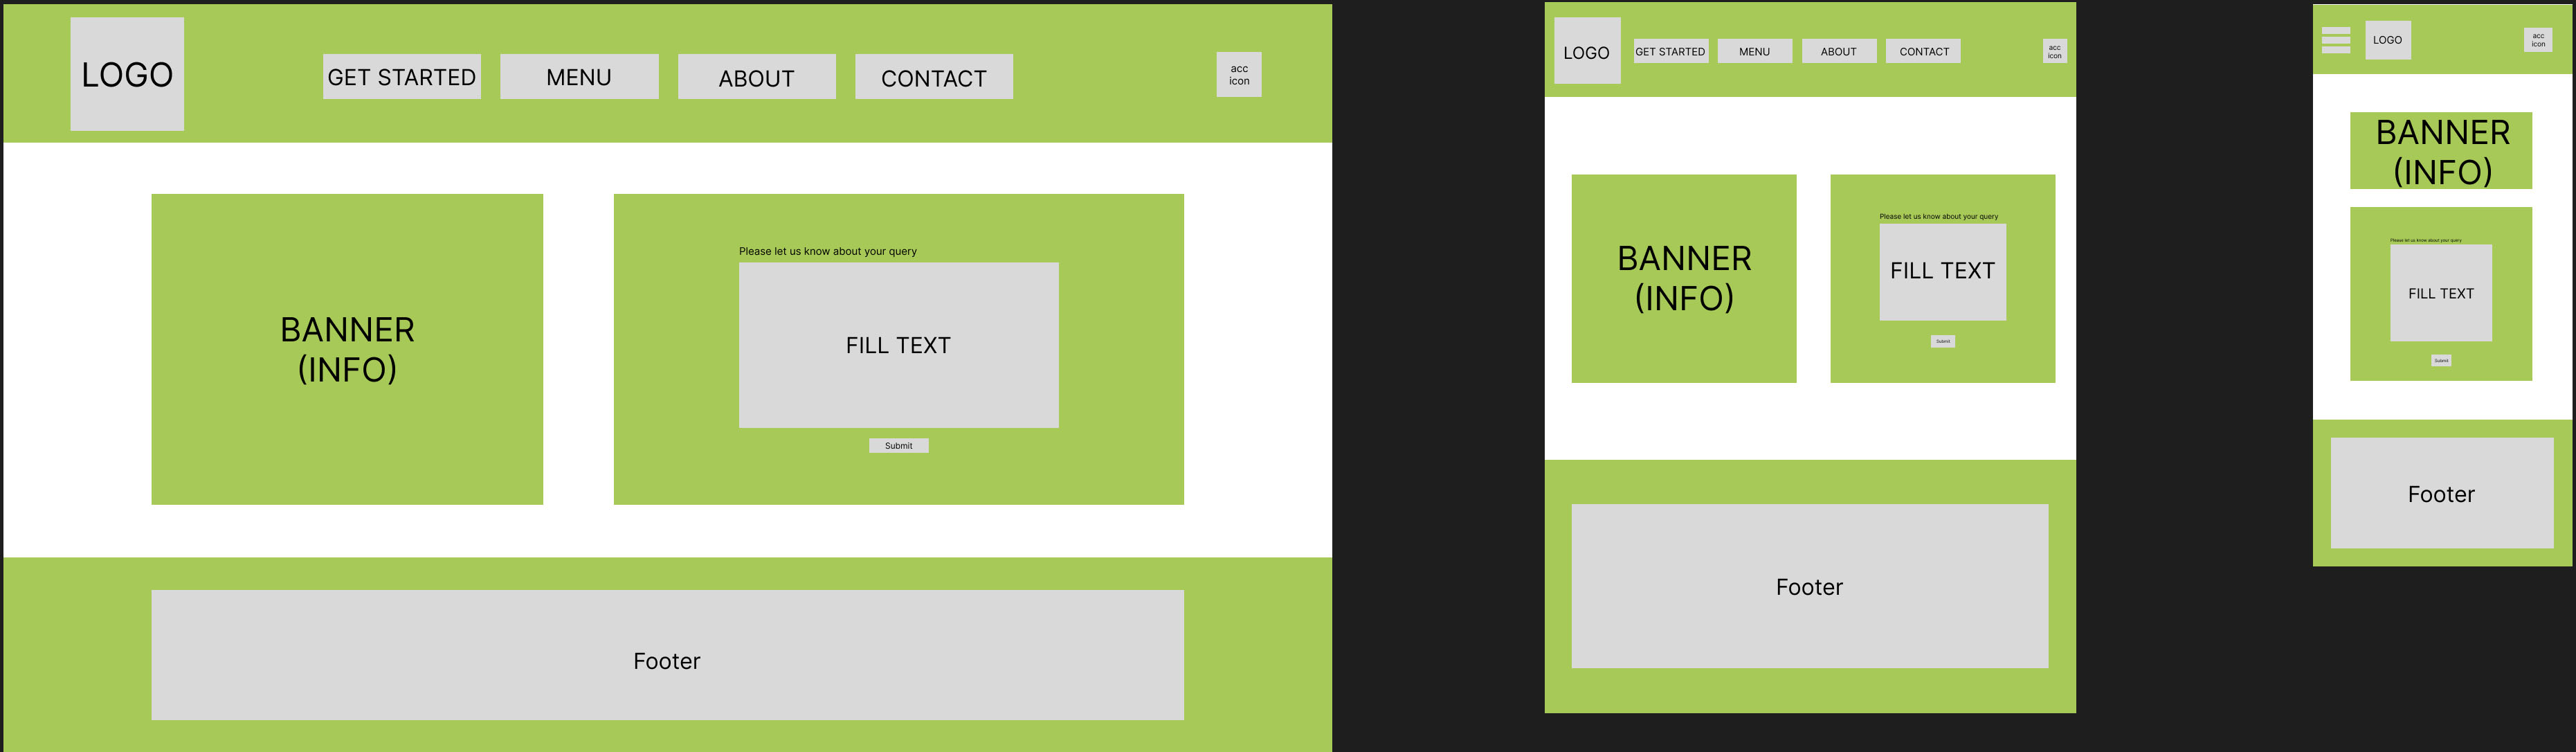 LOGO
GET STARTED
MENU
ABOUT
CONTACT
acc
icon
BANNER
(INFO)
Please let us know about your query
FILL TEXT
Submit
Footer
LOGO
GET STARTED
MENU
ABOUT
CONTACT
acc
icon
BANNER
(INFO)
Please let us know about your query
FILL TEXT
Submit
Footer
LOGO
acc
icon
BANNER
(INFO)
Please let us know about your query
FILL TEXT
Submit
Footer